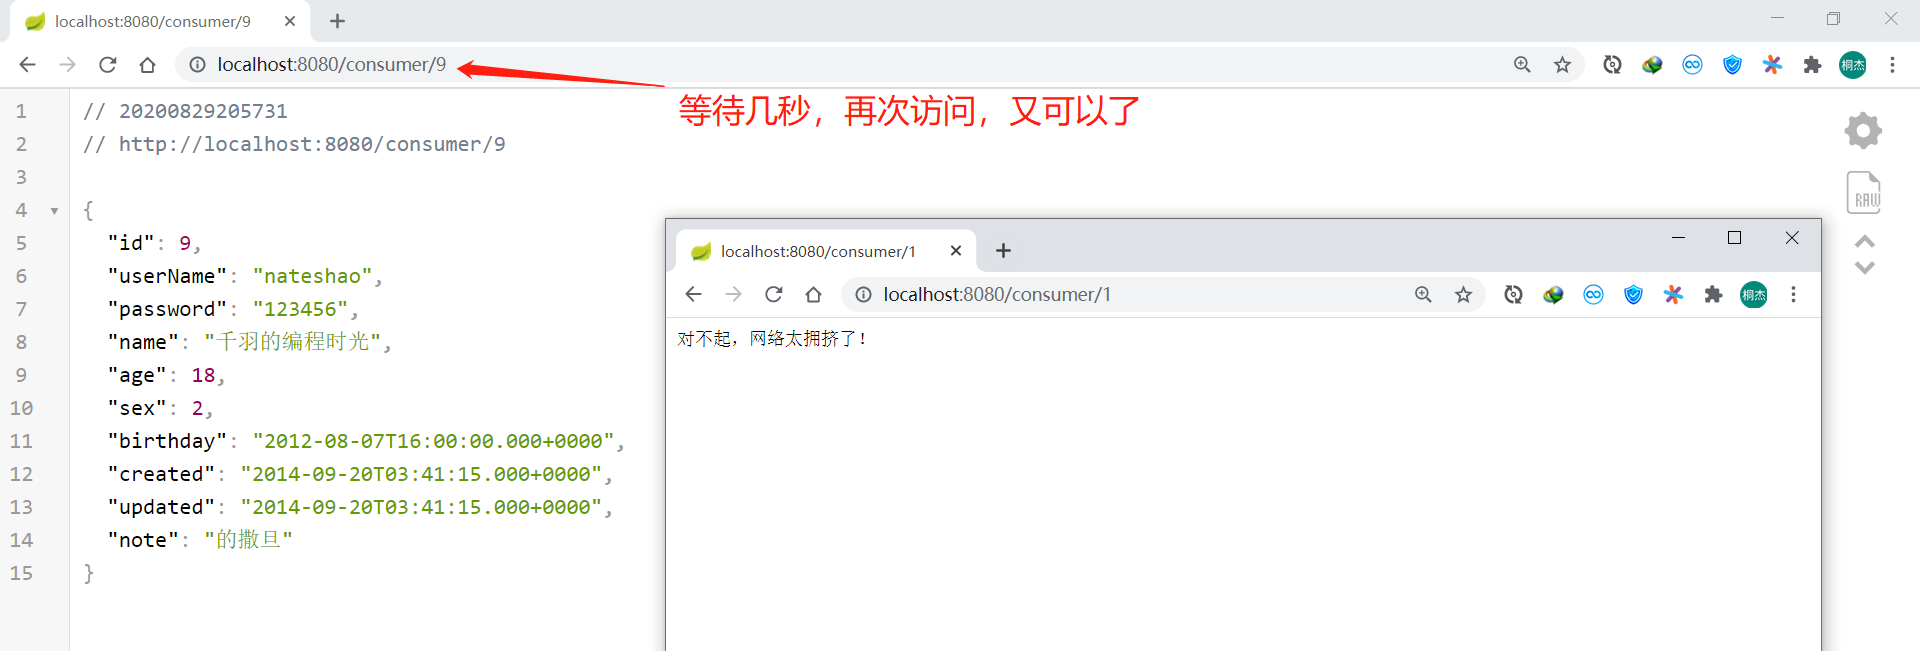 localhost:8080/consumer/9
localhost:8080/consumer/9
桐杰
等待几秒，再次访问，又可以了
1 // 20200829205731
2 // http://localhost:8080/consumer/9
3
4 {
5 "id": 9,
6 "userName": "nateshao",
7 "password": "123456",
8 "name": "千羽的编程时光",
9 "age": 18,
10 "sex": 2,
11 "birthday": "2012-08-07T16:00:00.000+0000",
12 "created": "2014-09-20T03:41:15.000+0000",
13 "updated": "2014-09-20T03:41:15.000+0000",
14 "note": "的撒旦"
15 }
RAW
localhost:8080/consumer/1
localhost:8080/consumer/1
桐杰
对不起，网络太拥挤了！